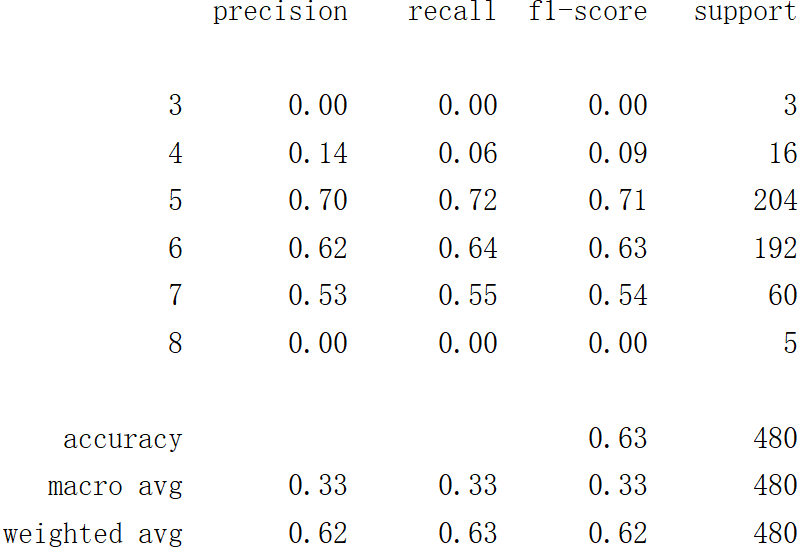 precision recall f1-score support
3 0.00 0.00 0.00 3
4 0.14 0.06 0.09 16
5 0.70 0.72 0.71 204
6 0.62 0.64 0.63 192
7 0.53 0.55 0.54 60
8 0.00 0.00 0.00 5
accuracy 0.63 480
macro avg 0.33 0.33 0.33 480
weighted avg 0.62 0.63 0.62 480